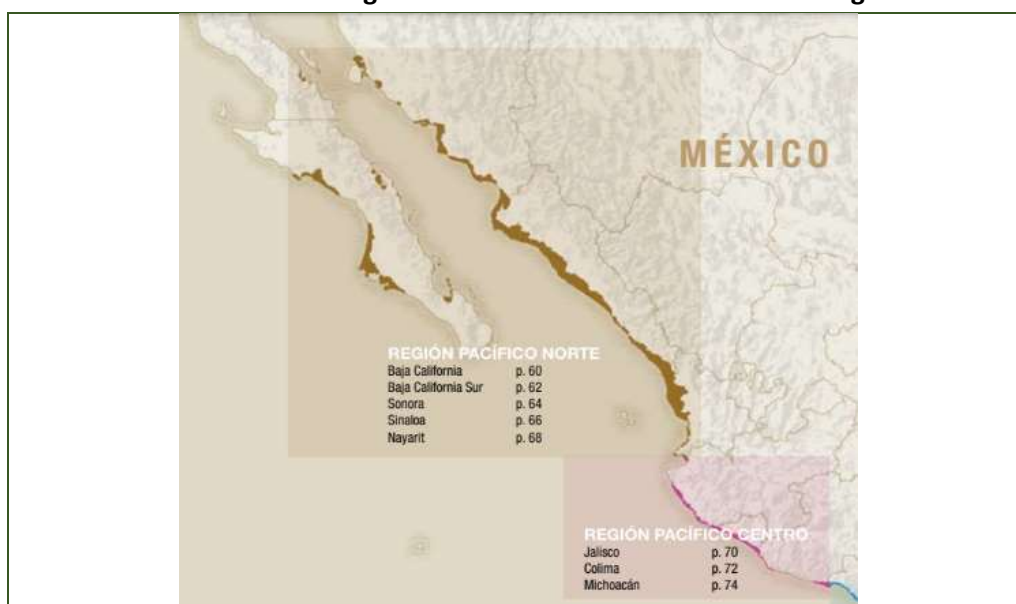 MÉXICO
REGIÓN PACÍFICO NORTE
Baja California p. 60
Baja California Sur p. 62
Sonora p. 64
Sinaloa p. 66
Nayarit p. 68
REGIÓN PACÍFICO CENTRO
Jalisco p. 70
Colima p. 72
Michoacán p. 74